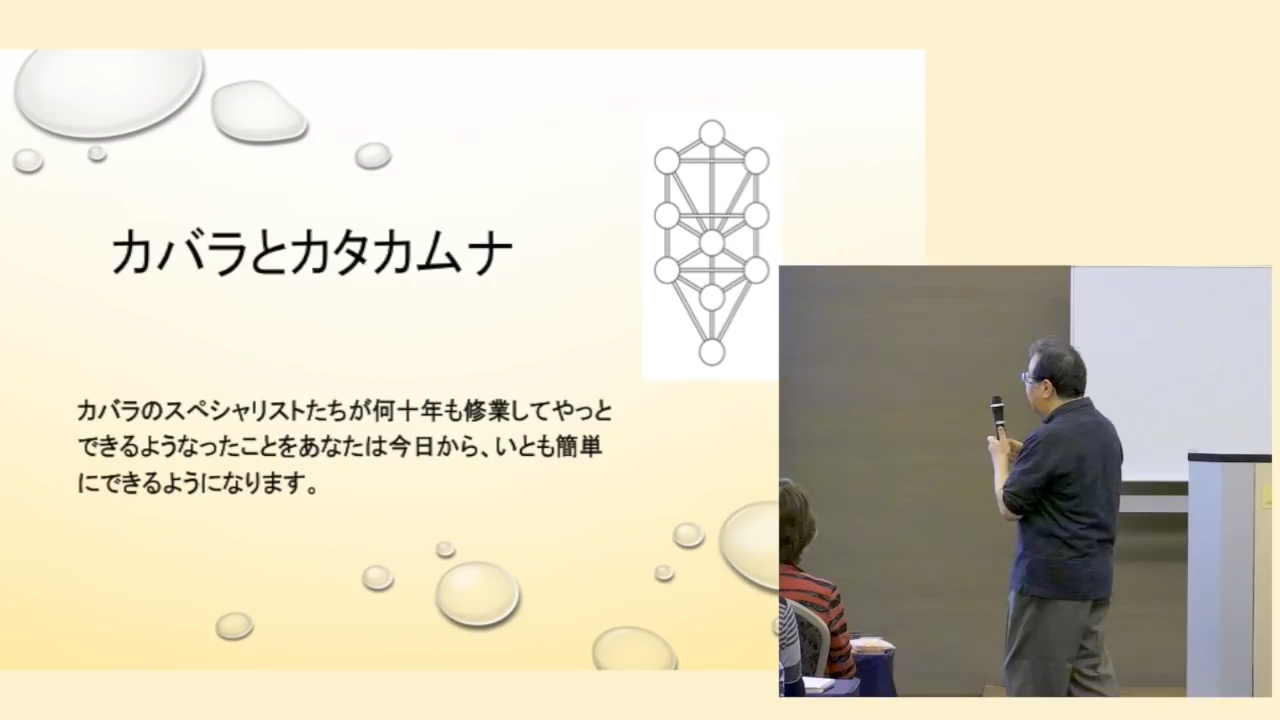 カバラとカタカムナ
カバラのスペシャリストたちが何十年も修業してやっと
できるようなったことをあなたは今日から、いとも簡単
にできるようになります。